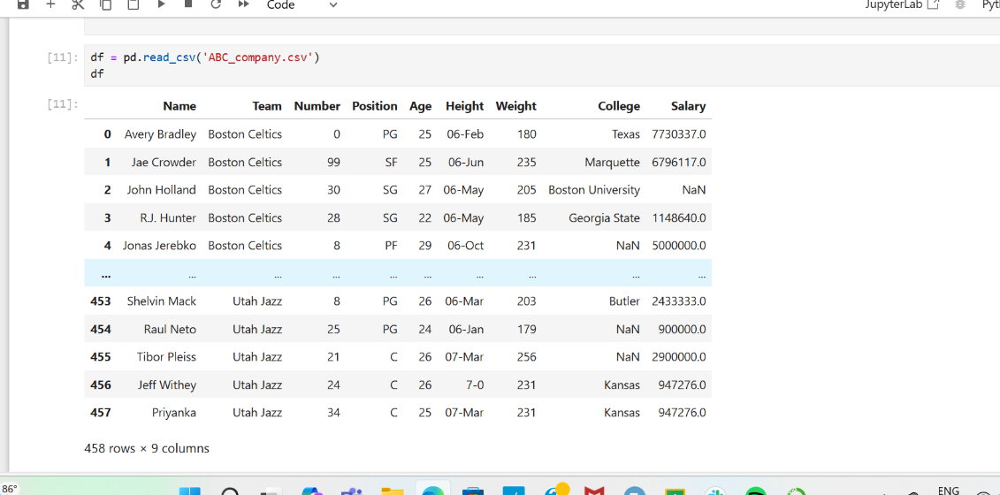 Code
JupyterLab
[11]: df = pd.read_csv('ABC_company.csv')
df
[11]:
Name Team Number Position Age Height Weight College Salary
0 Avery Bradley Boston Celtics 0 PG 25 06-Feb 180 Texas 7730337.0
1 Jae Crowder Boston Celtics 99 SF 25 06-Jun 235 Marquette 6796117.0
2 John Holland Boston Celtics 30 SG 27 06-May 205 Boston University NaN
3 R.J. Hunter Boston Celtics 28 SG 22 06-May 185 Georgia State 1148640.0
4 Jonas Jerebko Boston Celtics 8 PF 29 06-Oct 231 NaN 5000000.0
... ... ... ... ... ... ... ... ... ...
453 Shelvin Mack Utah Jazz 8 PG 26 06-Mar 203 Butler 2433333.0
454 Raul Neto Utah Jazz 25 PG 24 06-Jan 179 NaN 900000.0
455 Tibor Pleiss Utah Jazz 21 C 26 07-Mar 256 NaN 2900000.0
456 Jeff Withey Utah Jazz 24 C 26 7-0 231 Kansas 947276.0
457 Priyanka Utah Jazz 34 C 25 07-Mar 231 Kansas 947276.0
458 rows × 9 columns
86°
ENG